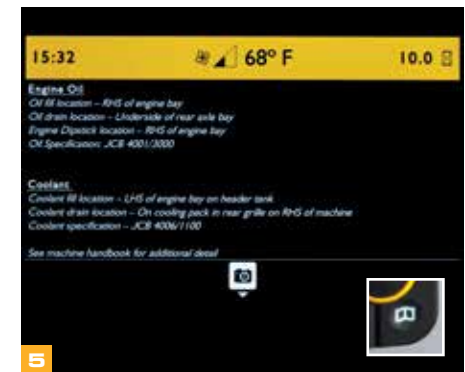 15:32
68° F
10.0
Engine Oil
Oil fill location – RHS of engine bay
Oil drain location – Underside of rear axle bay
Engine Dipstick location – RHS of engine bay
Oil Specification: JCB 4001/3000
Coolant
Coolant fill location – LHS of engine bay on header tank
Coolant drain location – On cooling pack in rear grille on RHS of machine
Coolant specification – JCB 4006/1100
See machine handbook for additional detail
5